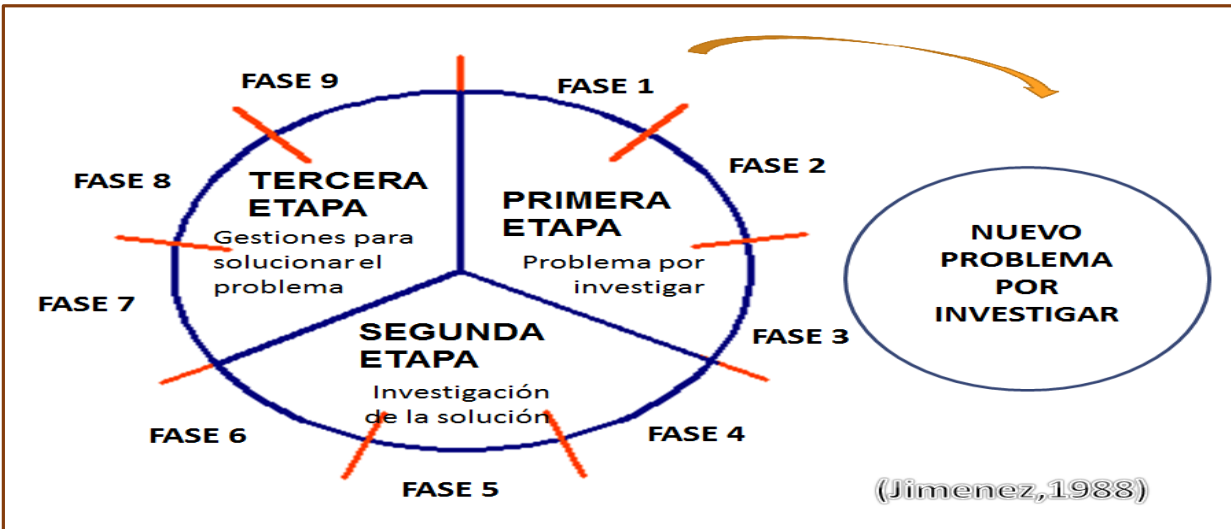 FASE 9
FASE 1
FASE 8
FASE 2
TERCERA
ETAPA
Gestiones para
solucionar el
problema
PRIMERA
ETAPA
Problema por
investigar
NUEVO
PROBLEMA
POR
INVESTIGAR
FASE 7
FASE 3
SEGUNDA
ETAPA
Investigación
de la solución
FASE 6
FASE 4
FASE 5
(Jimenez,1988)